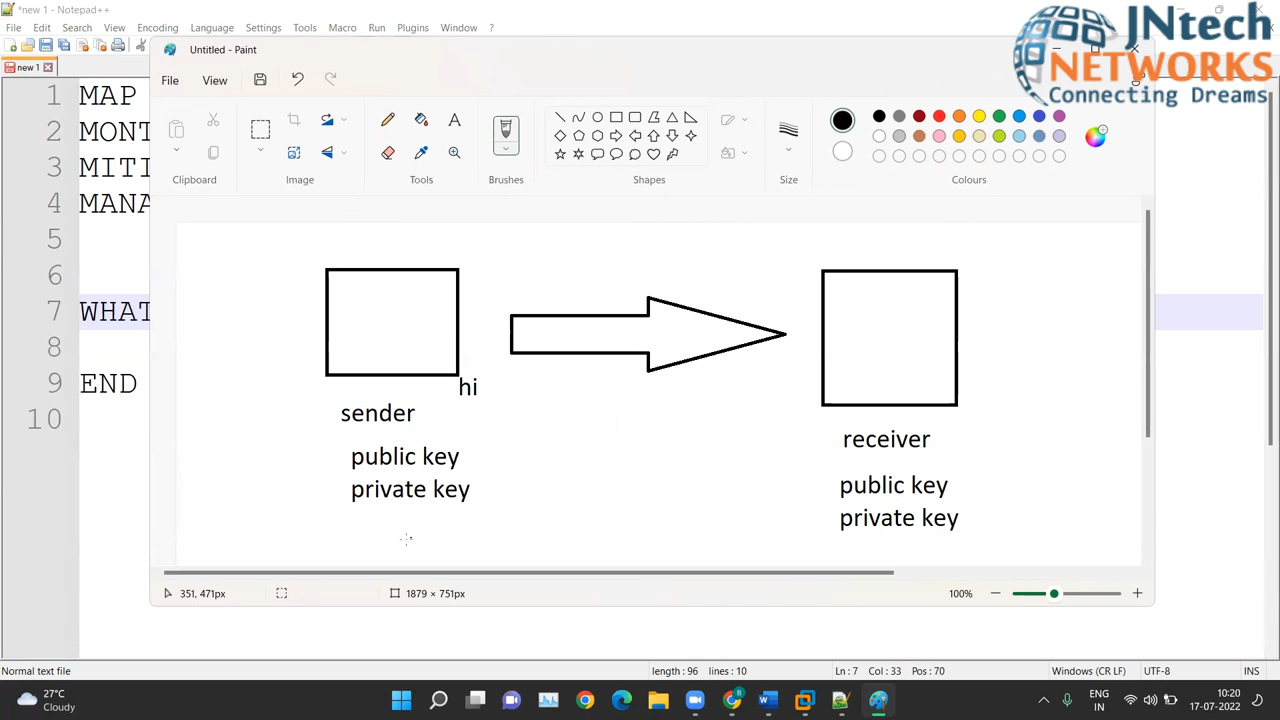 *new 1 - Notepad++
File Edit Search View Encoding Language Settings Tools Macro Run Plugins Window ?
new 1
JNtech
NETWORKS
Connecting Dreams
Untitled - Paint
File View
Clipboard Image Tools Brushes Shapes Size Colours
A
1 MAP
2 MONT
3 MITI
4 MANA
5
6
7 WHAT
8
9 END
10
hi
sender
public key
private key
receiver
public key
private key
351, 471px 1879 × 751px 100%
Normal text file length : 96 lines : 10 Ln : 7 Col : 33 Pos : 70 Windows (CR LF) UTF-8 INS
27°C
Cloudy
ENG
IN
10:20
17-07-2022